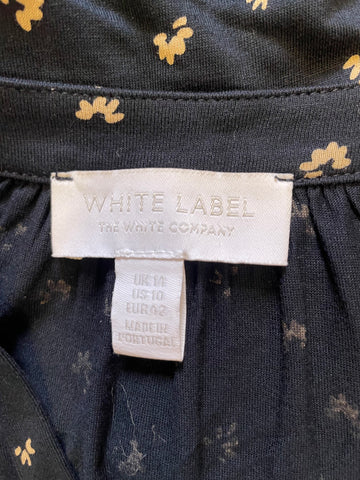 WHITE LABEL
THE WHITE COMPANY
UK 14
US 10
EUR 42
MADE IN
PORTUGAL